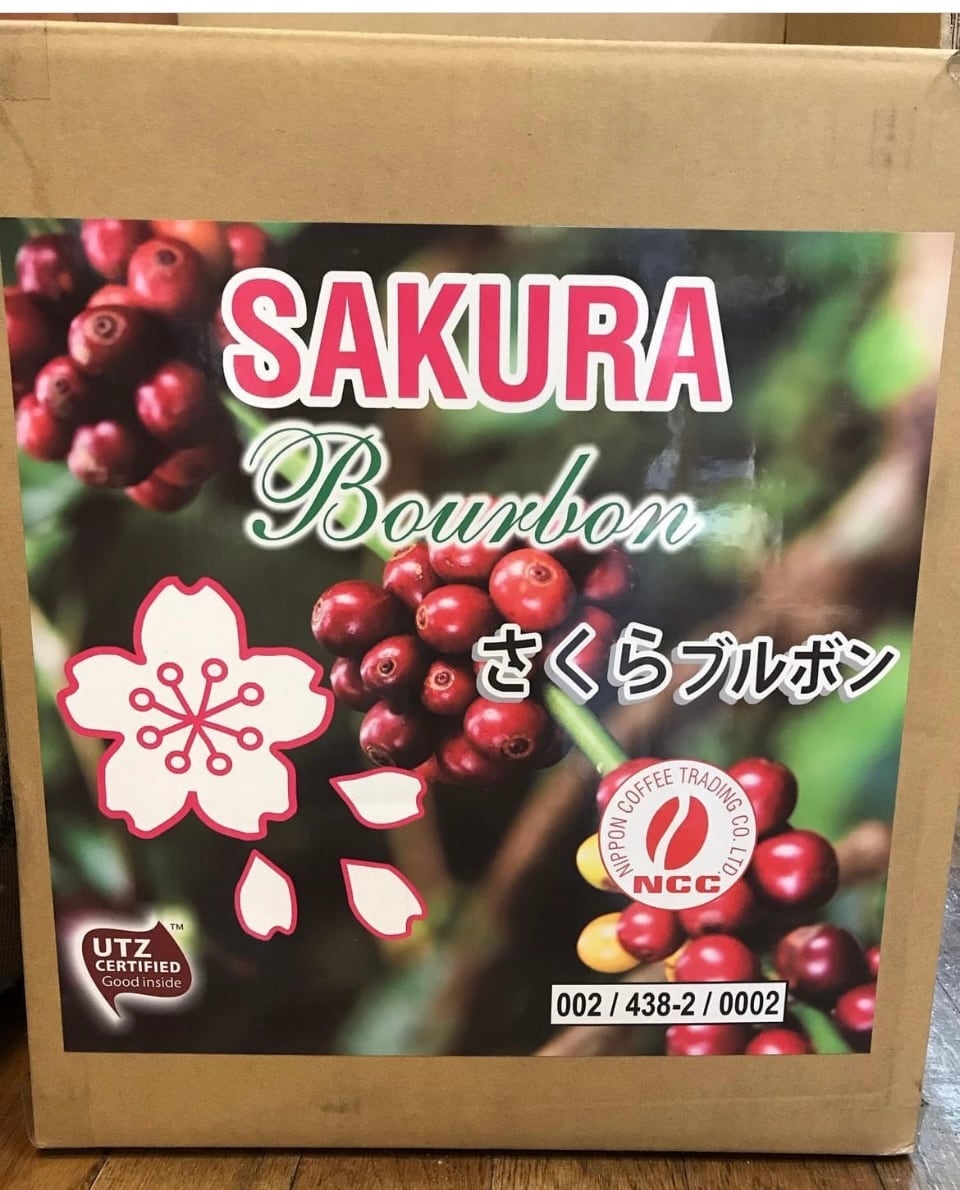 SAKURA
Bourbon
さくらブルボン
NIPPON COFFEE TRADING CO. LTD.
NCC
UTZ
CERTIFIED
Good inside
TM
002 / 438-2 / 0002